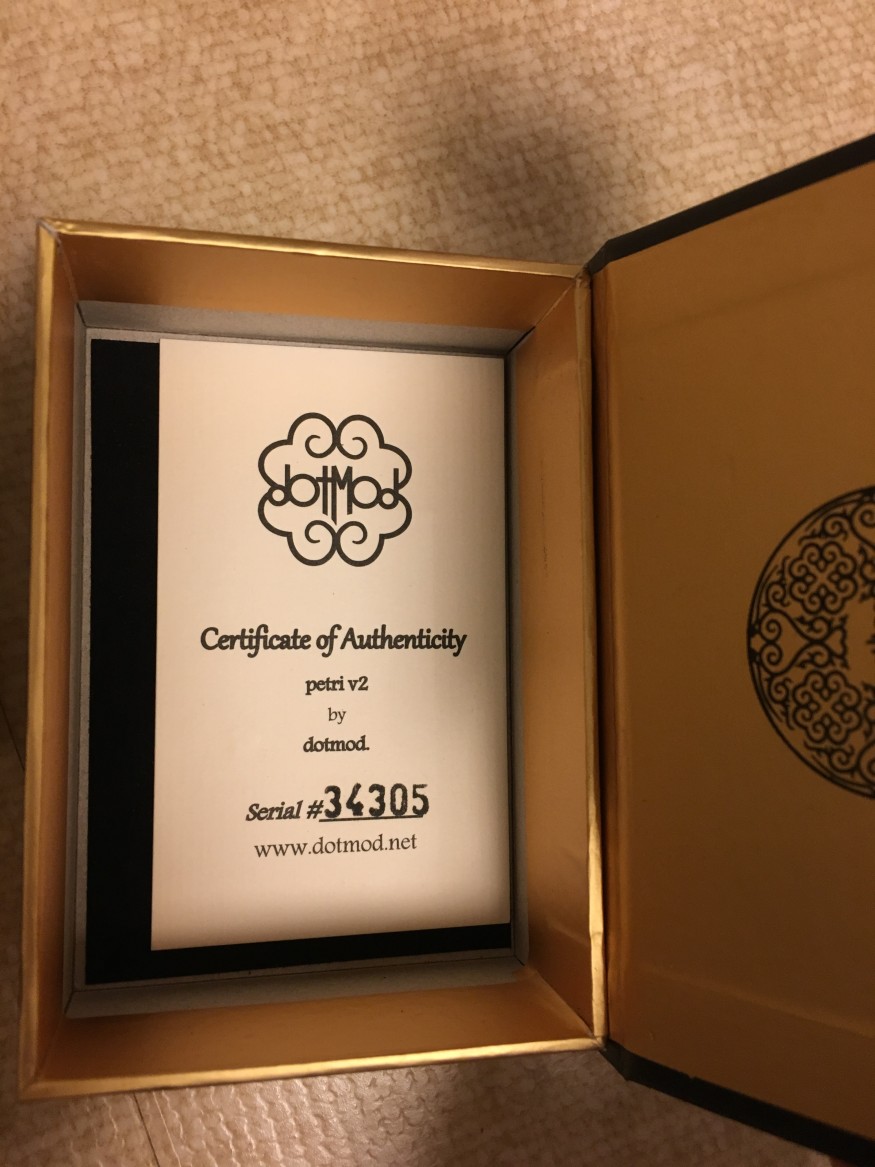 dotMod
Certificate of Authenticity
petri v2
by
dotmod.
Serial #34305
www.dotmod.net